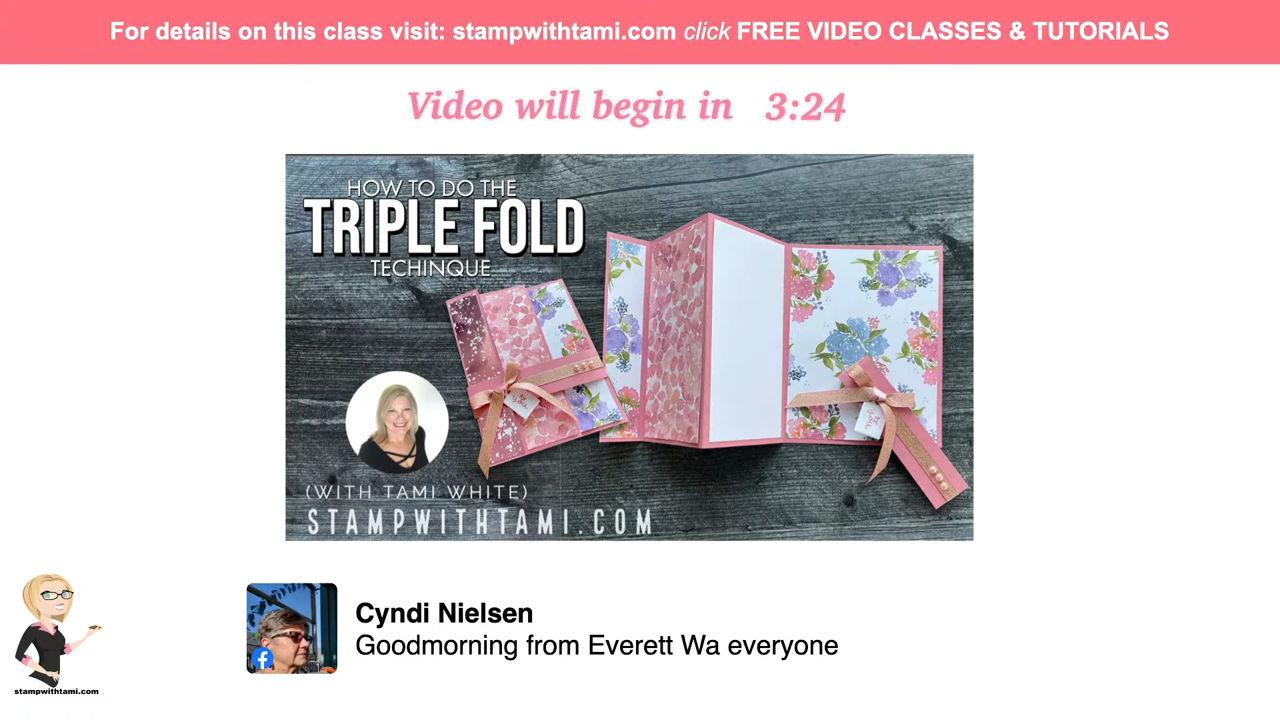 For details on this class visit: stampwithtami.com click FREE VIDEO CLASSES & TUTORIALS
Video will begin in 3:24
HOW TO DO THE
TRIPLE FOLD
TECHINQUE
(WITH TAMI WHITE)
STAMPWITHTAMI.COM
Cyndi Nielsen
Goodmorning from Everett Wa everyone
stampwithtami.com